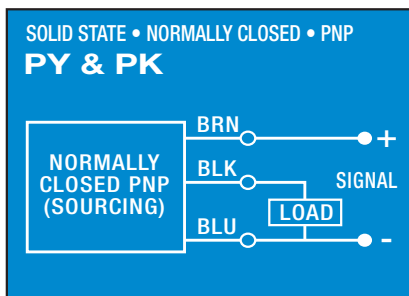 SOLID STATE • NORMALLY CLOSED • PNP
PY & PK
BRN
+
NORMALLY
CLOSED PNP
(SOURCING)
BLK
SIGNAL
LOAD
BLU
-